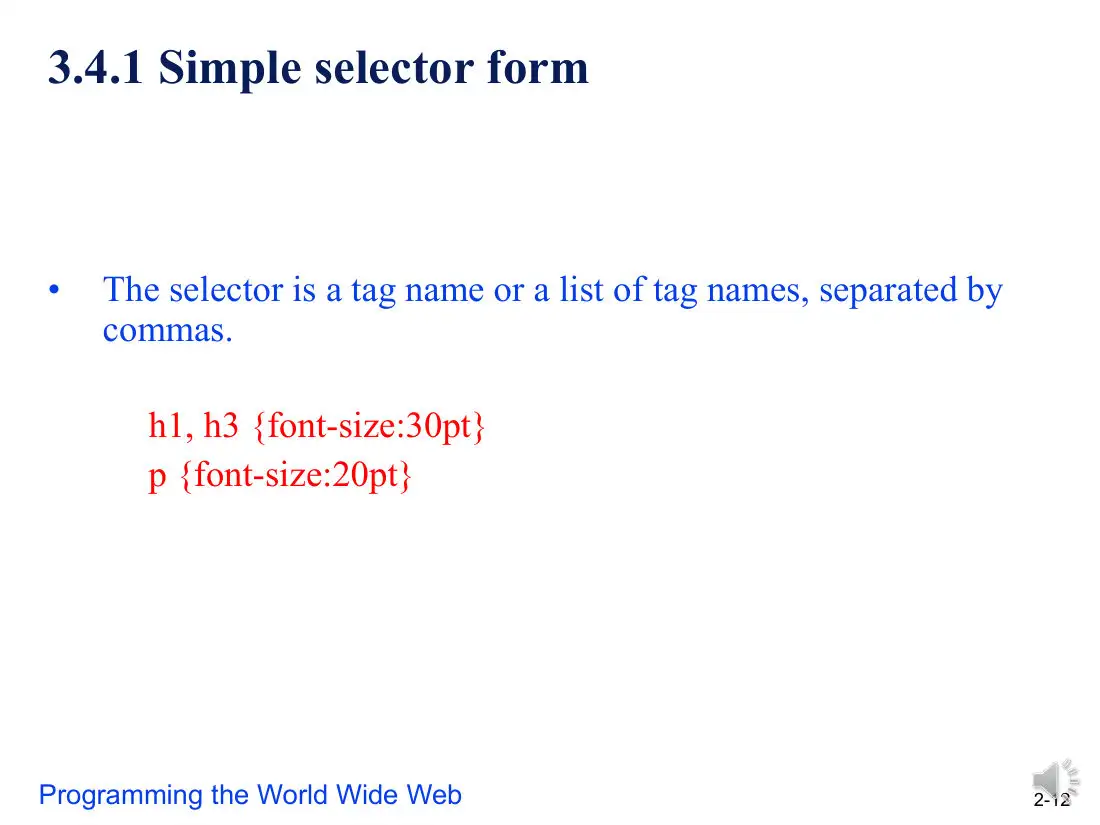 3.4.1 Simple selector form
• The selector is a tag name or a list of tag names, separated by
commas.
h1, h3 {font-size:30pt}
p {font-size:20pt}
Programming the World Wide Web
2-12